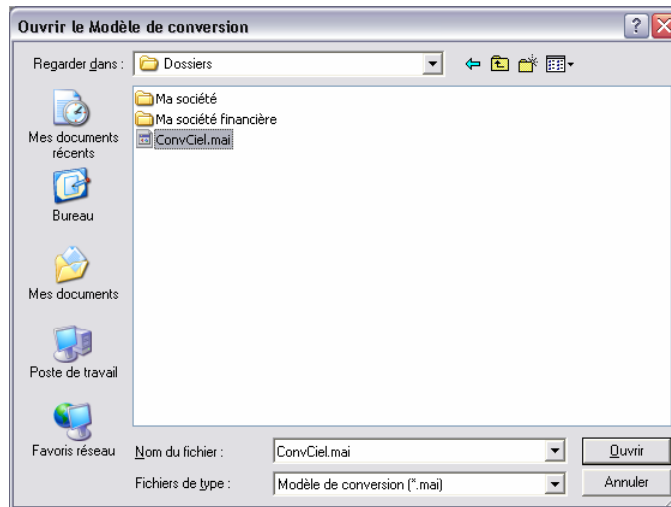 Ouvrir le Modèle de conversion
Regarder dans :
Dossiers
Mes documents récents
Bureau
Mes documents
Poste de travail
Favoris réseau
Ma société
Ma société financière
ConvCiel.mai
Nom du fichier :
ConvCiel.mai
Ouvrir
Fichiers de type :
Modèle de conversion (*.mai)
Annuler